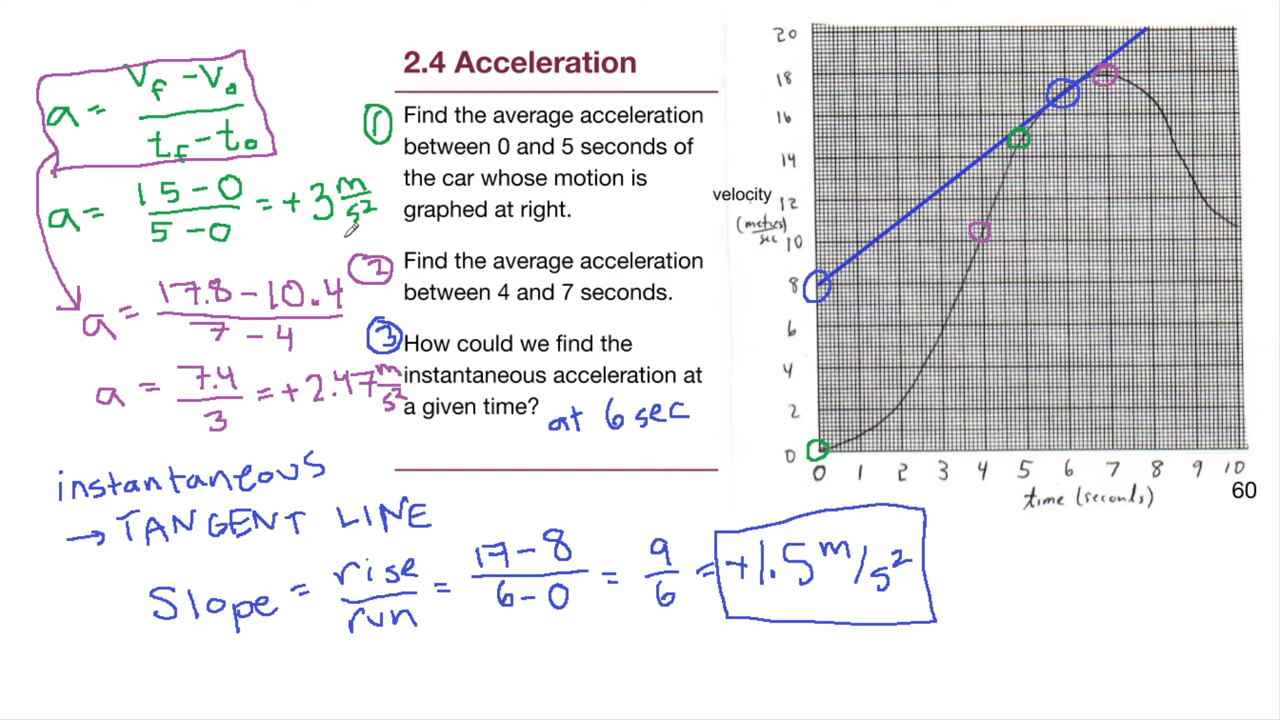 a = Vf - Vo / tf - to
a = 15 - 0 / 5 - 0 = + 3 m/s²
a = 17.8 - 10.4 / 7 - 4
a = 7.4 / 3 = + 2.47 m/s²
2.4 Acceleration
① Find the average acceleration
between 0 and 5 seconds of
the car whose motion is
graphed at right.
② Find the average acceleration
between 4 and 7 seconds.
③ How could we find the
instantaneous acceleration at
a given time? at 6 sec
instantaneous
→ TANGENT LINE
Slope = rise / run = 17 - 8 / 6 - 0 = 9 / 6 = +1.5 m/s²
20
18
16
14
velocity 12
(meters/sec) 10
8
6
4
2
0
0 1 2 3 4 5 6 7 8 9 10
time (seconds)
60